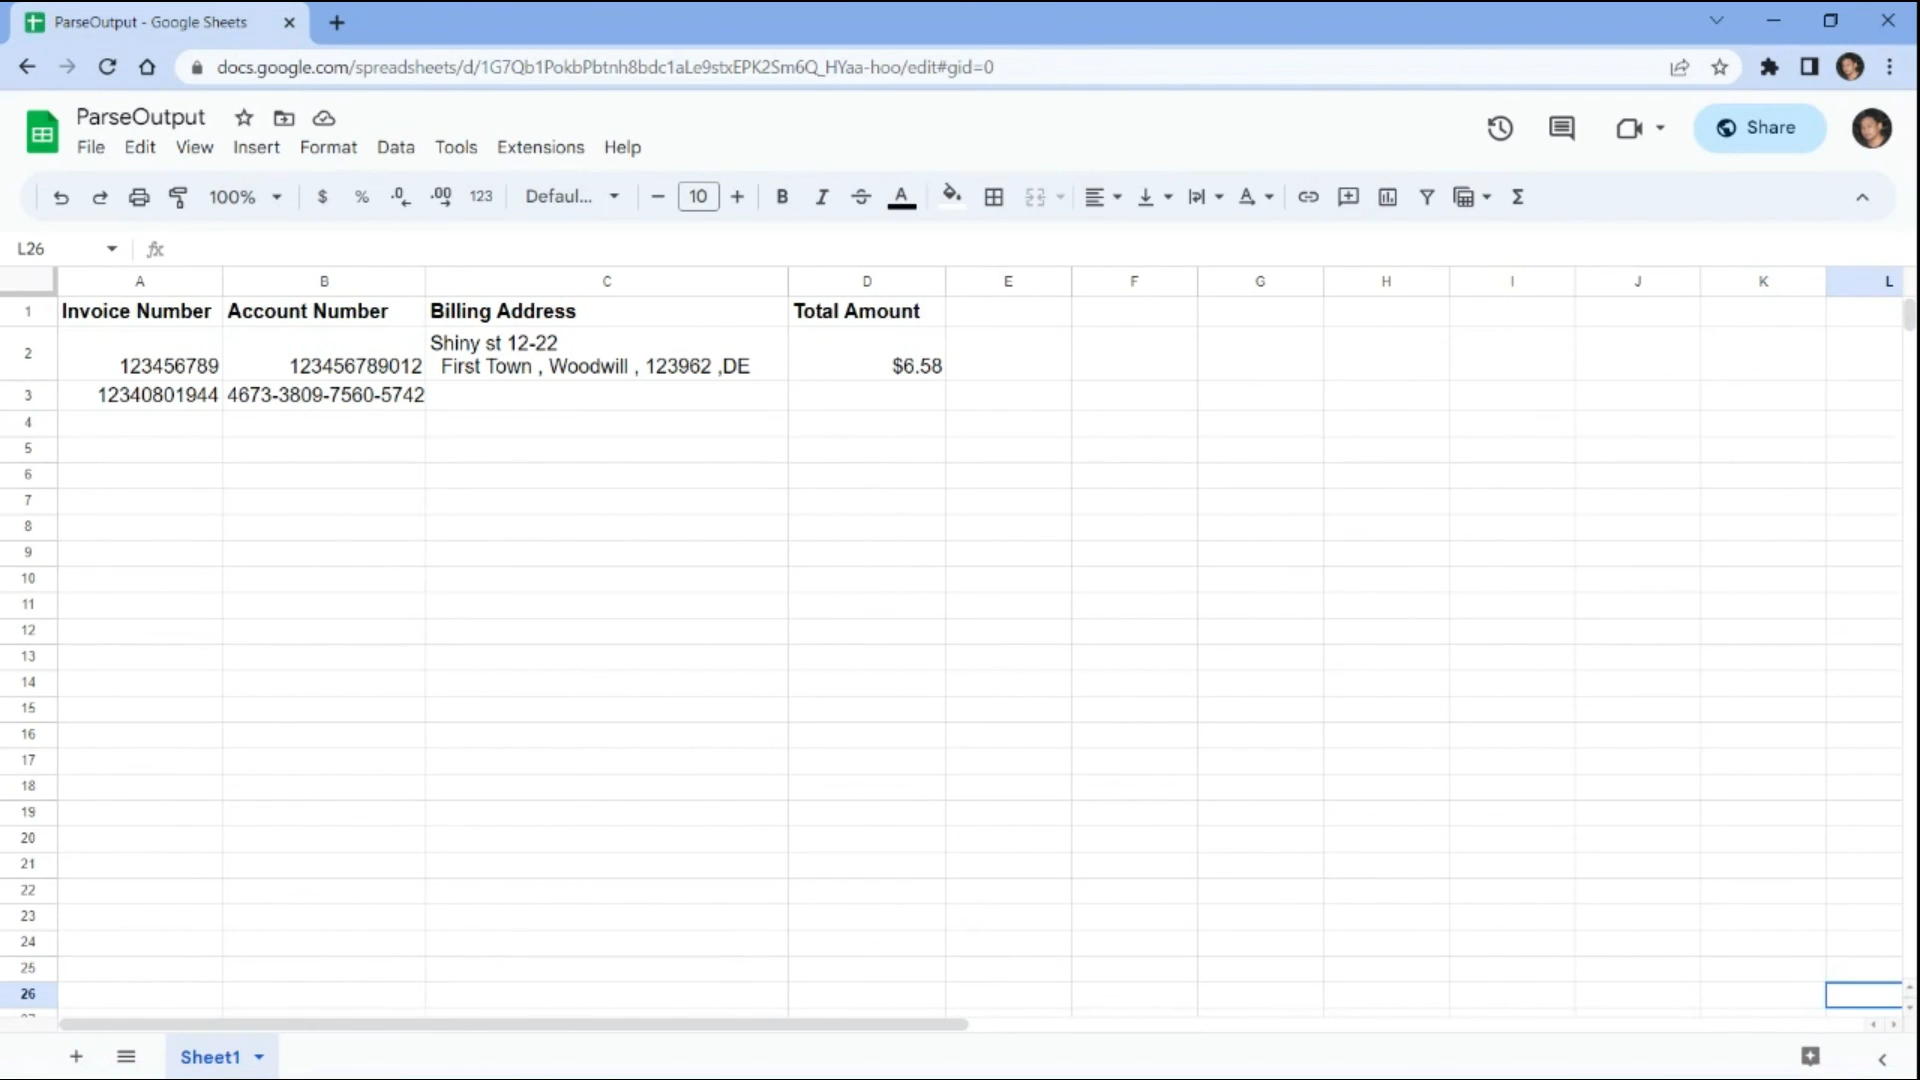 ParseOutput - Google Sheets
docs.google.com/spreadsheets/d/1G7Qb1PokbPbtnh8bdc1aLe9stxEPK2Sm6Q_HYaa-hoo/edit#gid=0
ParseOutput
Share
File Edit View Insert Format Data Tools Extensions Help
100% $ % .0 .00 123 Defaul... 10 B I S A Σ
L26 fx
A B C D E F G H I J K L
1 Invoice Number Account Number Billing Address Total Amount
Shiny st 12-22
2 123456789 123456789012 First Town , Woodwill , 123962 ,DE $6.58
3 12340801944 4673-3809-7560-5742
4
5
6
7
8
9
10
11
12
13
14
15
16
17
18
19
20
21
22
23
24
25
26
27
Sheet1